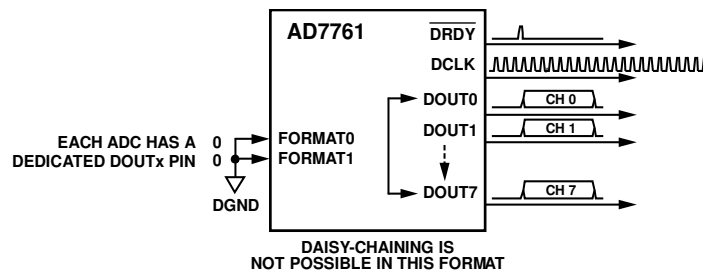 AD7761
DRDY
DCLK
DOUT0
CH 0
DOUT1
CH 1
DOUT7
CH 7
EACH ADC HAS A 0
DEDICATED DOUTx PIN 0
FORMAT0
FORMAT1
DGND
DAISY-CHAINING IS
NOT POSSIBLE IN THIS FORMAT